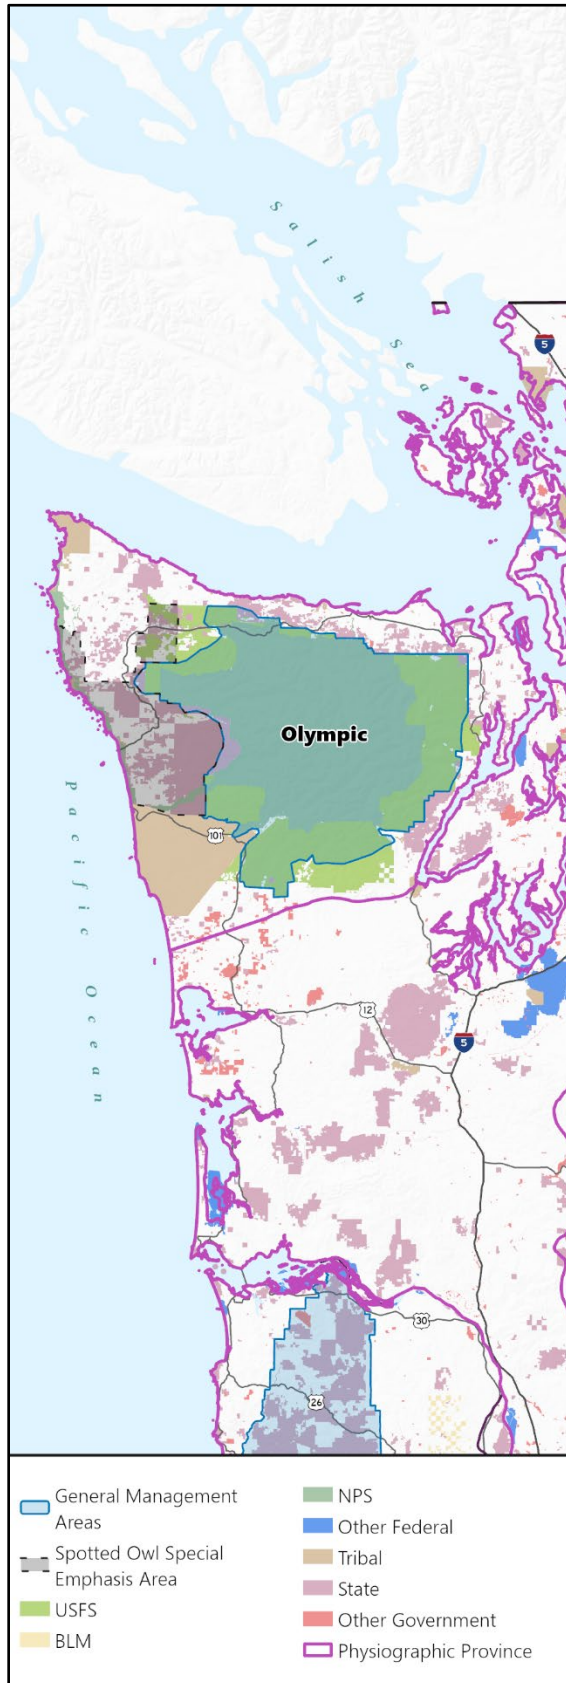 Salish Sea
5
Olympic
101
Pacific Ocean
12
5
30
26
General Management
Areas
Spotted Owl Special
Emphasis Area
USFS
BLM
NPS
Other Federal
Tribal
State
Other Government
Physiographic Province